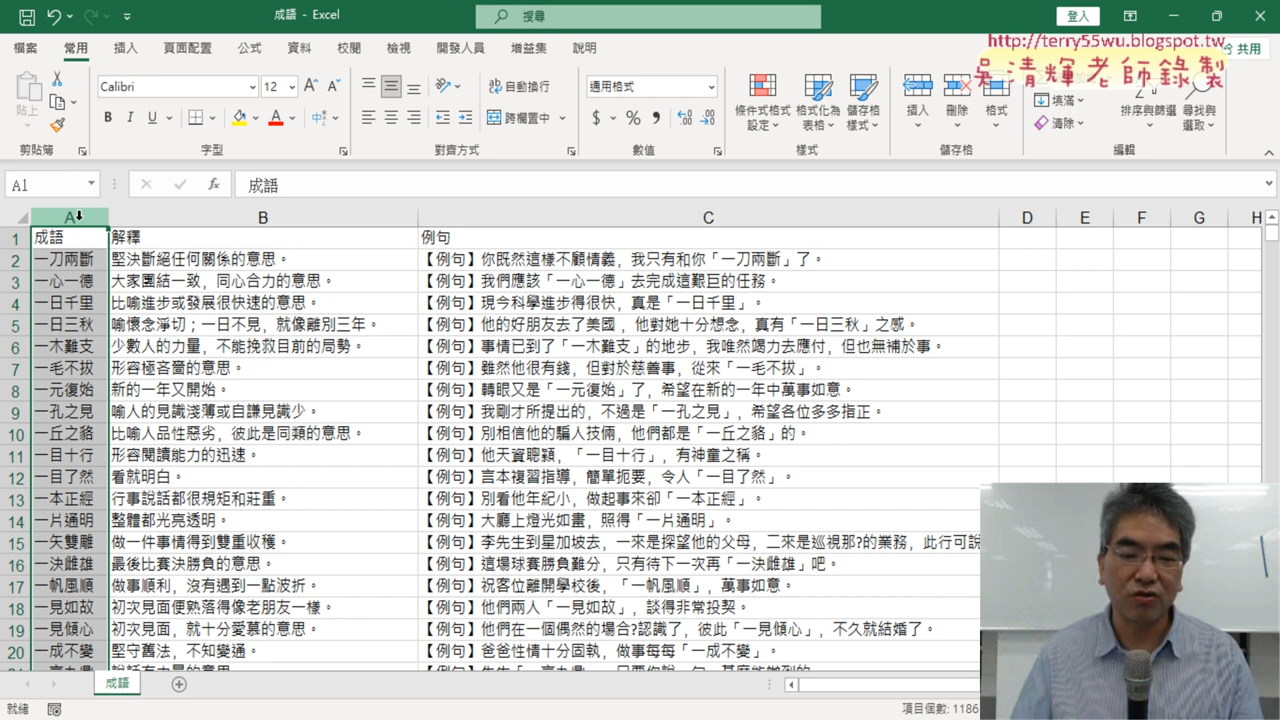 成語 - Excel
搜尋
登入
檔案 常用 插入 頁面配置 公式 資料 校閱 檢視 開發人員 增益集 說明
http://terry55wu.blogspot.tw
共用
吳清輝老師錄製
貼上
Calibri 12
自動換行
跨欄置中
通用格式
條件式格式設定
格式化為表格
儲存格樣式
插入
刪除
格式
填滿
清除
排序與篩選
尋找與選取
剪貼簿 字型 對齊方式 數值 樣式 儲存格 編輯
A1
成語
A B C D E F G H
1 成語 解釋 例句
2 一刀兩斷 堅決斷絕任何關係的意思。 【例句】你既然這樣不顧情義，我只有和你「一刀兩斷」了。
3 一心一德 大家團結一致，同心合力的意思。 【例句】我們應該「一心一德」去完成這艱巨的任務。
4 一日千里 比喻進步或發展很快速的意思。 【例句】現今科學進步得很快，真是「一日千里」。
5 一日三秋 喻懷念淨切；一日不見，就像離別三年。 【例句】他的好朋友去了美國，他對她十分想念，真有「一日三秋」之感。
6 一木難支 少數人的力量，不能挽救目前的局勢。 【例句】事情已到了「一木難支」的地步，我唯然竭力去應付，但也無補於事。
7 一毛不拔 形容極吝嗇的意思。 【例句】雖然他很有錢，但對於慈善事，從來「一毛不拔」。
8 一元復始 新的一年又開始。 【例句】轉眼又是「一元復始」了，希望在新的一年中萬事如意。
9 一孔之見 喻人的見識淺薄或自謙見識少。 【例句】我剛才所提出的，不過是「一孔之見」，希望各位多多指正。
10 一丘之貉 比喻人品性惡劣，彼此是同類的意思。 【例句】別相信他的騙人技倆，他們都是「一丘之貉」的。
11 一目十行 形容閱讀能力的迅速。 【例句】他天資聰穎，「一目十行」，有神童之稱。
12 一目了然 看就明白。 【例句】言本複習指導，簡單扼要，令人「一目了然」。
13 一本正經 行事說話都很規矩和莊重。 【例句】別看他年紀小，做起事來卻「一本正經」。
14 一片通明 整體都光亮透明。 【例句】大廳上燈光如畫，照得「一片通明」。
15 一矢雙雕 做一件事情得到雙重收穫。 【例句】李先生到星加坡去，一來是探望他的父母，二來是巡視那?的業務，此行可說
16 一決雌雄 最後比賽決勝負的意思。 【例句】這場球賽勝負難分，只有待下一次再「一決雌雄」吧。
17 一帆風順 做事順利，沒有遇到一點波折 【例句】祝客位離開學校後，「一帆風順」，萬事如意。
18 一見如故 初次見面便熟落得像老朋友一樣。 【例句】他們兩人「一見如故」，談得非常投契。
19 一見傾心 初次見面，就十分愛慕的意思。 【例句】他們在一個偶然的場合?認識了，彼此「一見傾心」，不久就結婚了。
20 一成不變 堅守舊法，不知變通。 【例句】爸爸性情十分固執，做事每每「一成不變」。
成語
就緒
項目個數: 1186